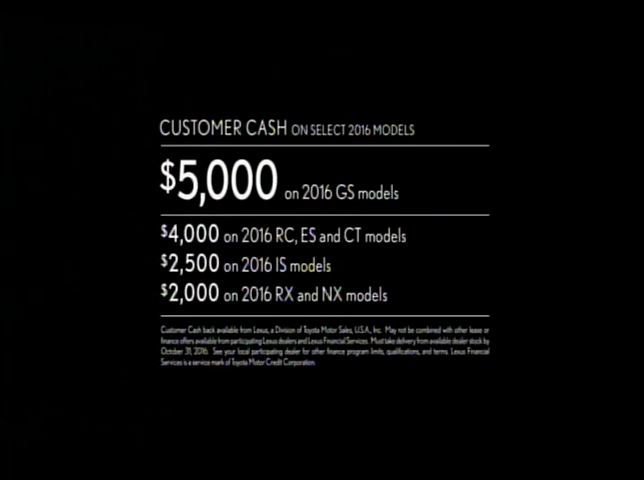 CUSTOMER CASH ON SELECT 2016 MODELS
$5,000 on 2016 GS models
$4,000 on 2016 RC, ES and CT models
$2,500 on 2016 IS models
$2,000 on 2016 RX and NX models
Customer Cash back available from Lexus, a Division of Toyota Motor Sales, U.S.A., Inc. May not be combined with other lease or
finance offers available from participating Lexus dealers and Lexus Financial Services. Must take delivery from available dealer stock by
October 31, 2016. See your local participating dealer for other finance program limits, qualifications, and terms. Lexus Financial
Services is a service mark of Toyota Motor Credit Corporation.